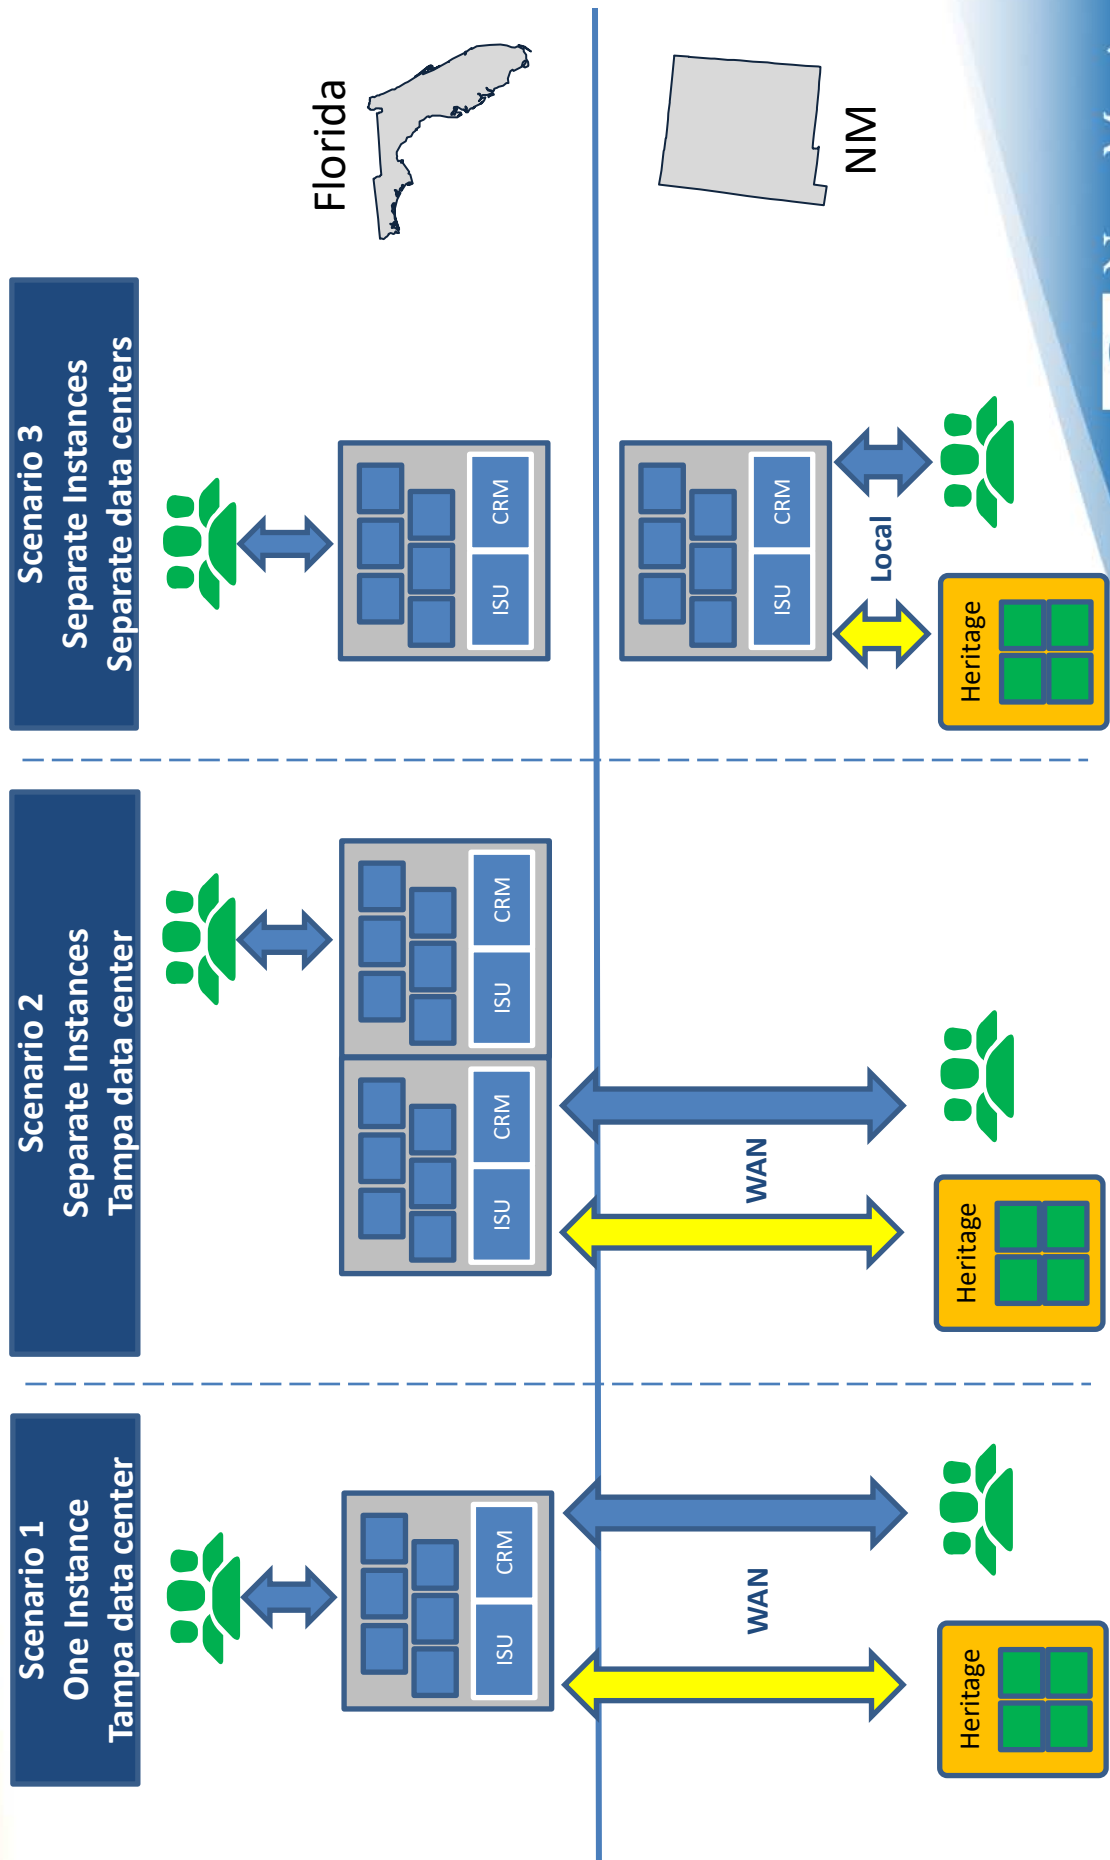 Scenario 1
One Instance
Tampa data center
Scenario 2
Separate Instances
Tampa data center
Scenario 3
Separate Instances
Separate data centers
Florida
ISU
CRM
ISU
CRM
ISU
CRM
ISU
CRM
WAN
WAN
ISU
CRM
Local
NM
Heritage
Heritage
Heritage